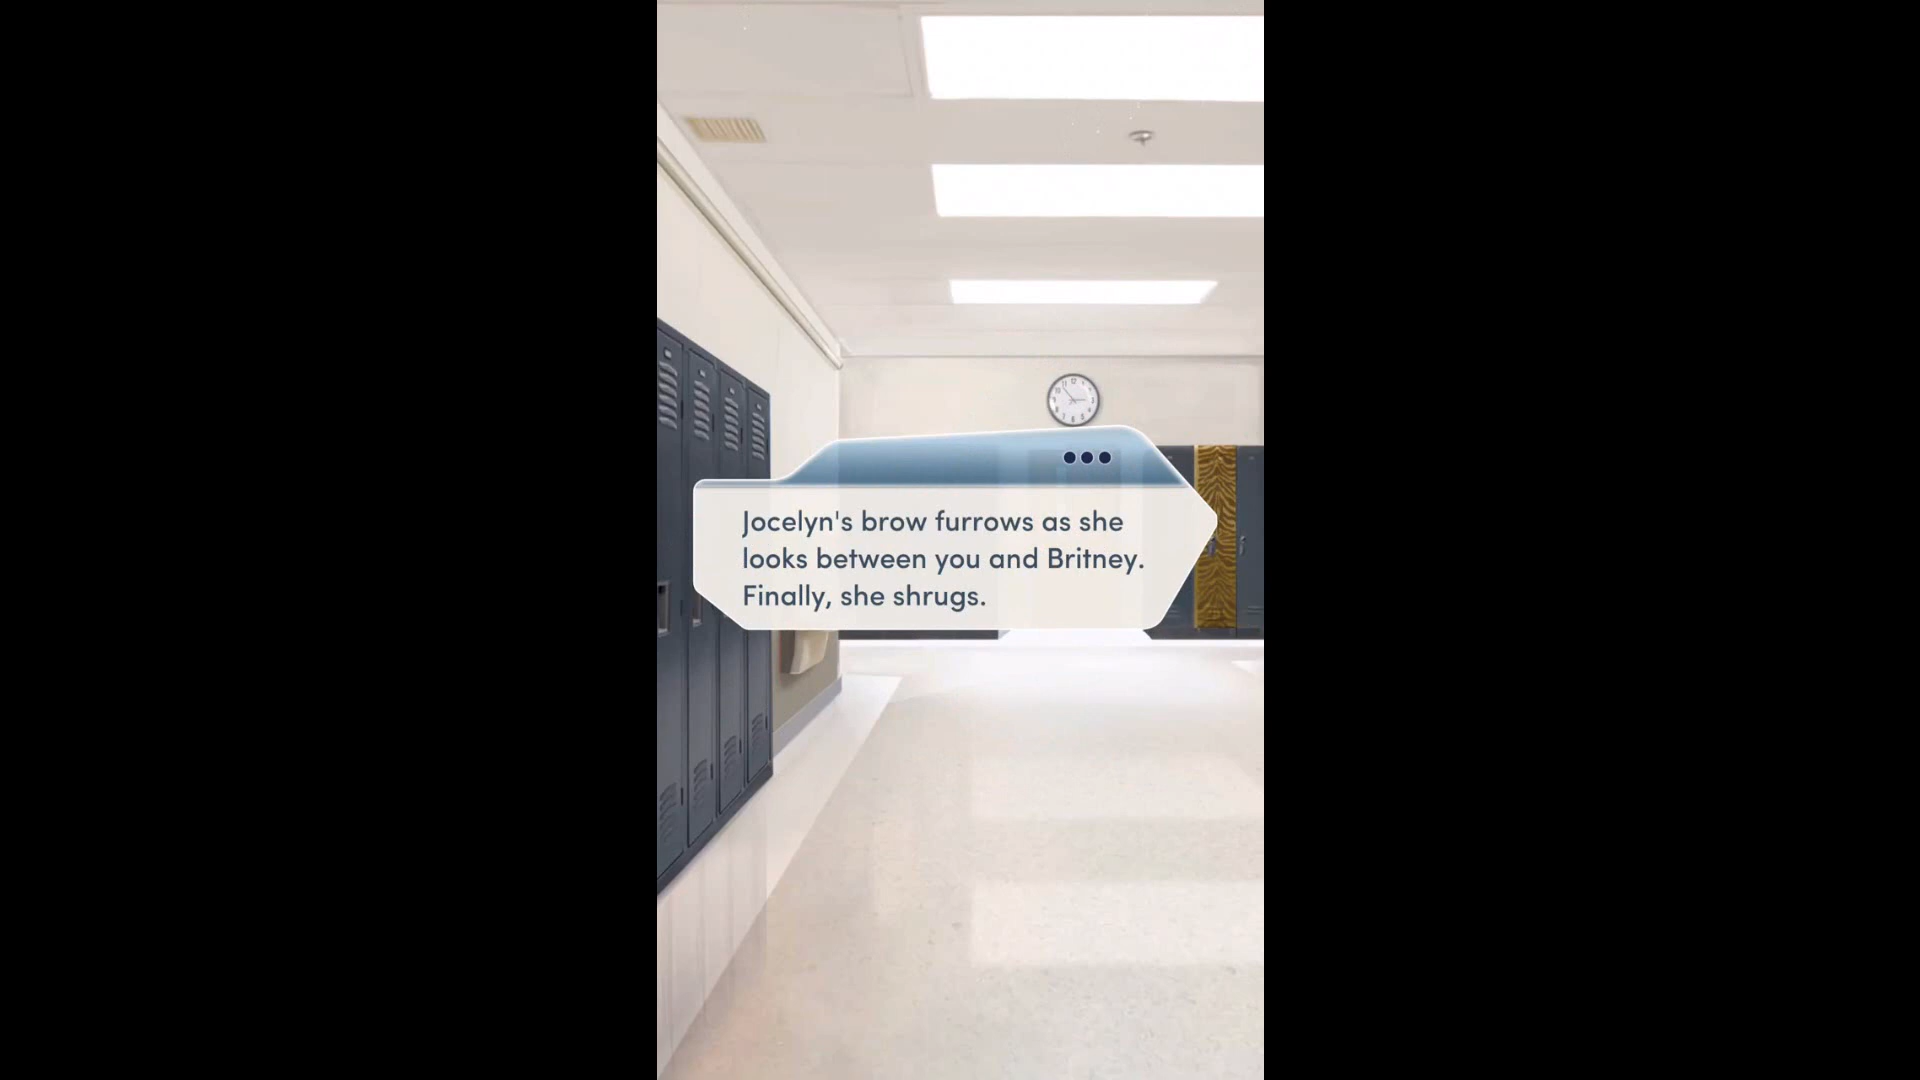 Jocelyn's brow furrows as she
looks between you and Britney.
Finally, she shrugs.